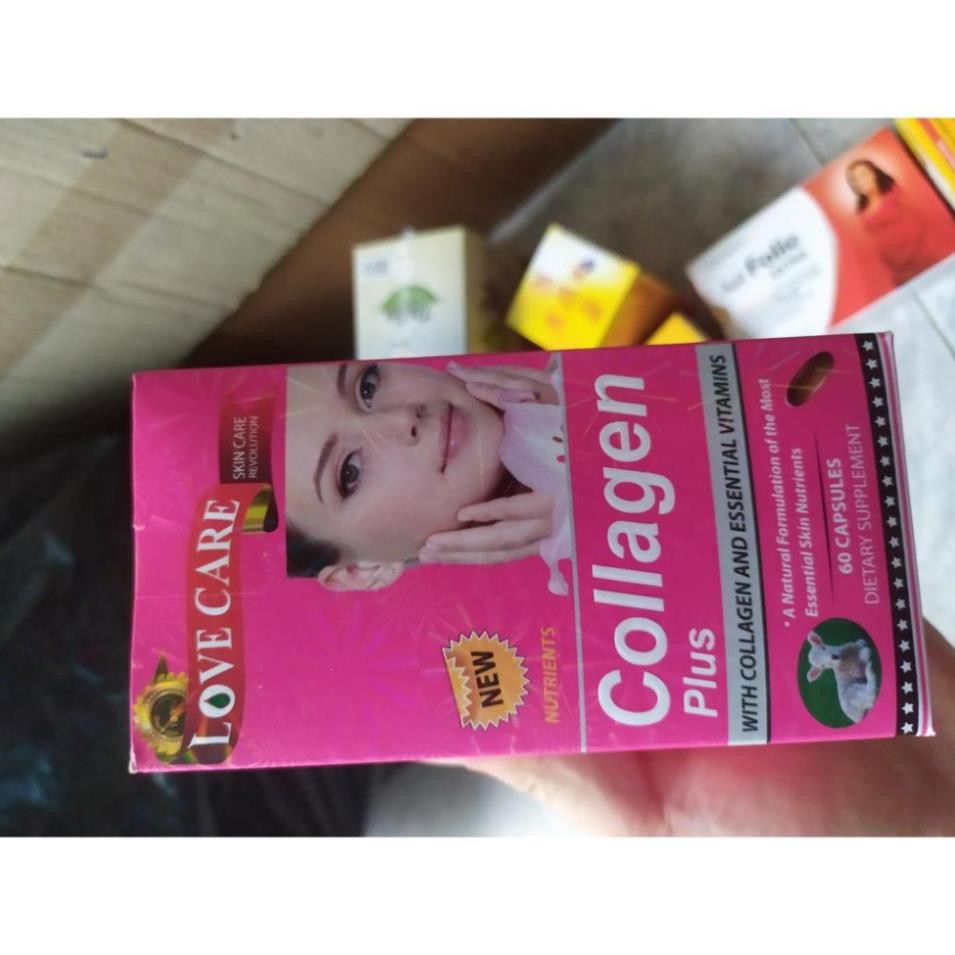 LOVE CARE
SKIN CARE
REVOLUTION
NEW
NUTRIENTS
Collagen
Plus
WITH COLLAGEN AND ESSENTIAL VITAMINS
* A Natural Formulation of the Most
Essential Skin Nutrients
60 CAPSULES
DIETARY SUPPLEMENT
Folic